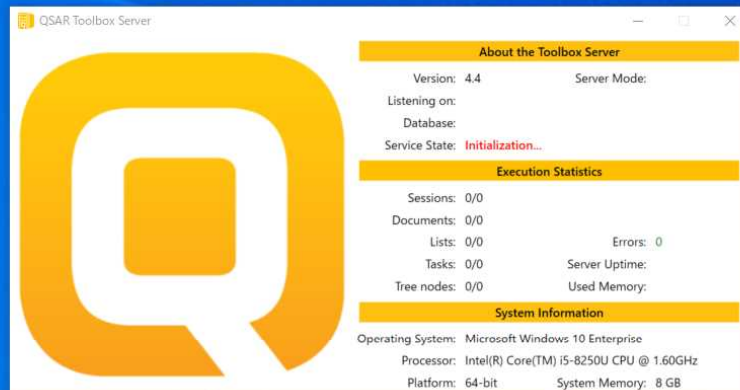 QSAR Toolbox Server
About the Toolbox Server
Version: 4.4 Server Mode:
Listening on:
Database:
Service State: Initialization...
Execution Statistics
Sessions: 0/0
Documents: 0/0
Lists: 0/0 Errors: 0
Tasks: 0/0 Server Uptime:
Tree nodes: 0/0 Used Memory:
System Information
Operating System: Microsoft Windows 10 Enterprise
Processor: Intel(R) Core(TM) i5-8250U CPU @ 1.60GHz
Platform: 64-bit System Memory: 8 GB